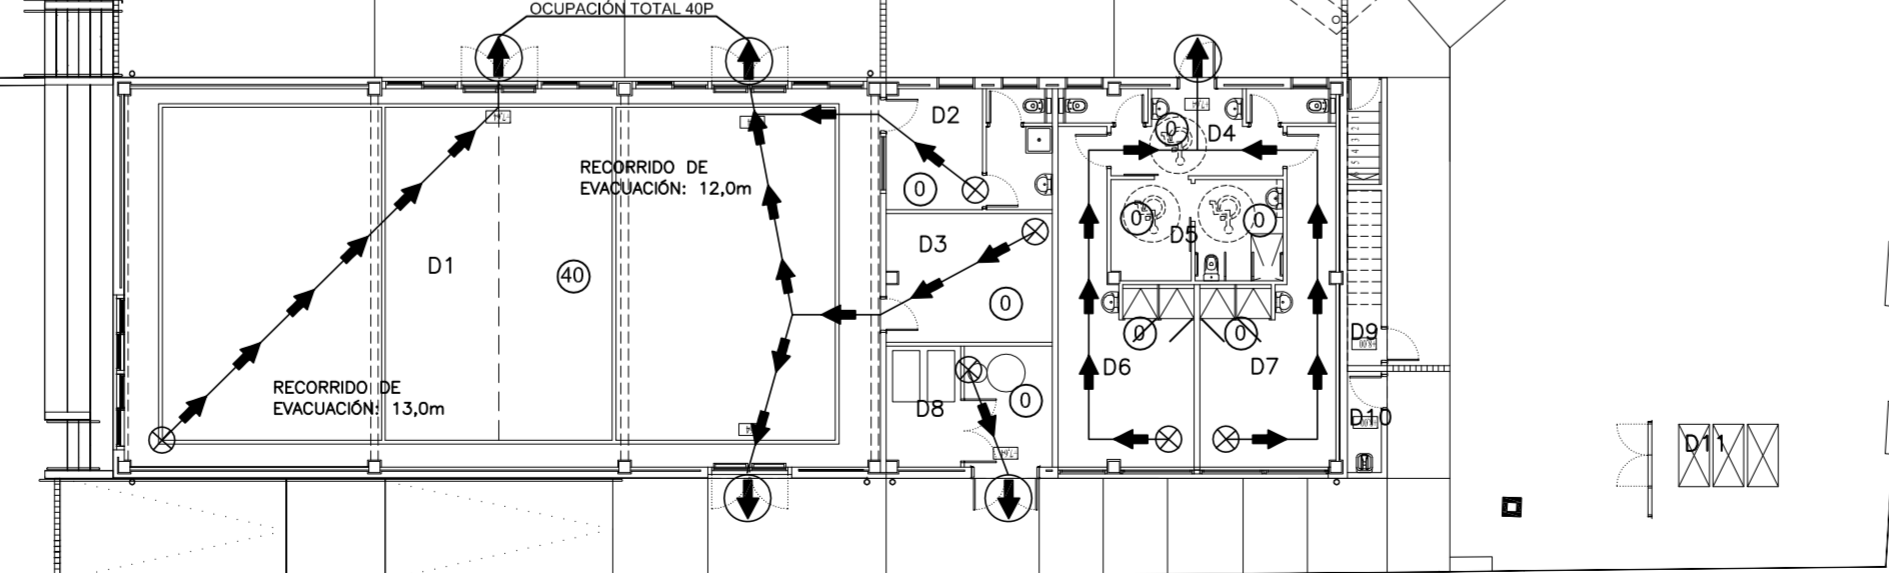 OCUPACIÓN TOTAL 40P
D2
D4
0
RECORRIDO DE
EVACUACIÓN: 12,0m
0
0
0
D5
D3
D1
40
0
D9
0
0
D6
D7
RECORRIDO DE
EVACUACIÓN: 13,0m
D8
0
D10
D11